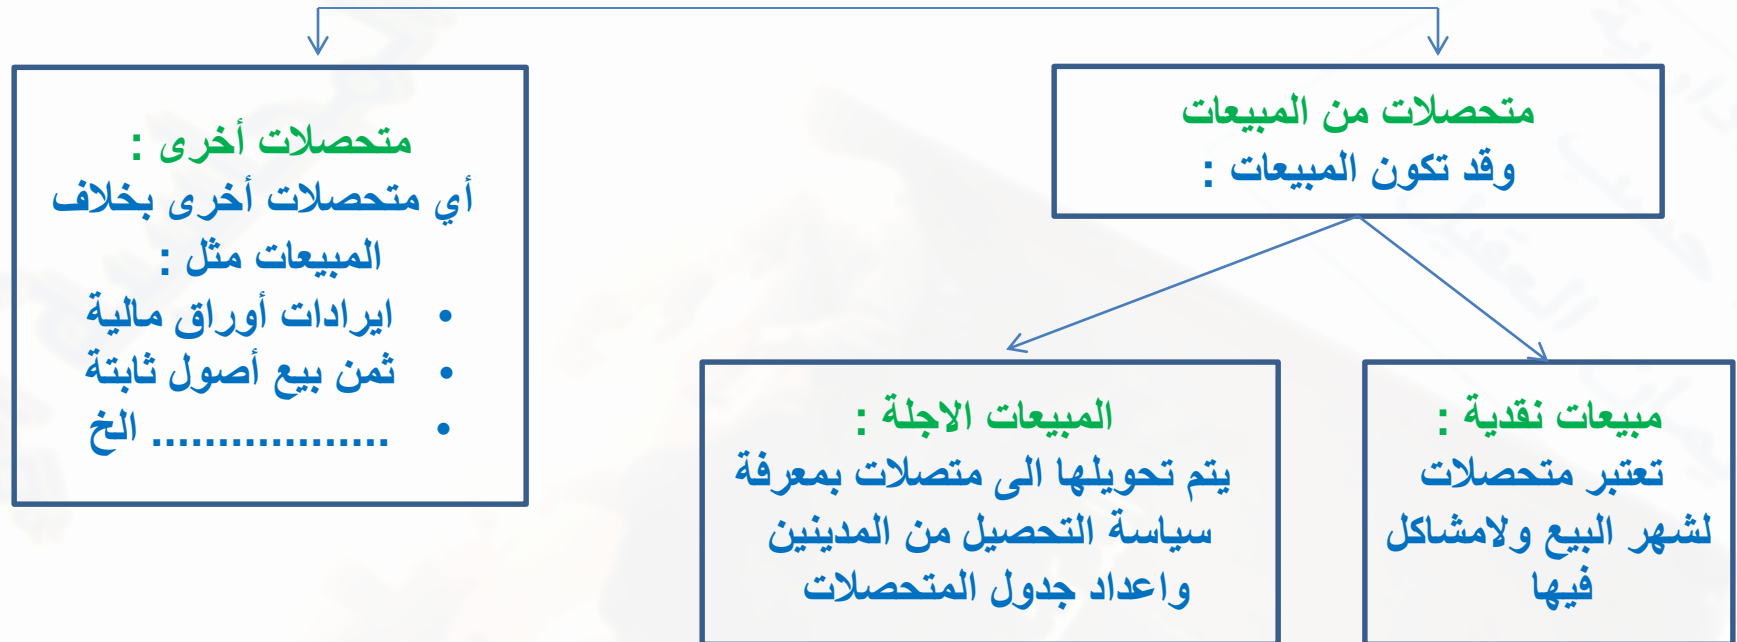 متحصلات من المبيعات
وقد تكون المبيعات :
متحصلات أخرى :
أي متحصلات أخرى بخلاف
المبيعات مثل :
• ايرادات أوراق مالية
• ثمن بيع أصول ثابتة
• .................. الخ
مبيعات نقدية :
تعتبر متحصلات
لشهر البيع ولامشاكل
فيها
المبيعات الاجلة :
يتم تحويلها الى متصلات بمعرفة
سياسة التحصيل من المدينين
واعداد جدول المتحصلات